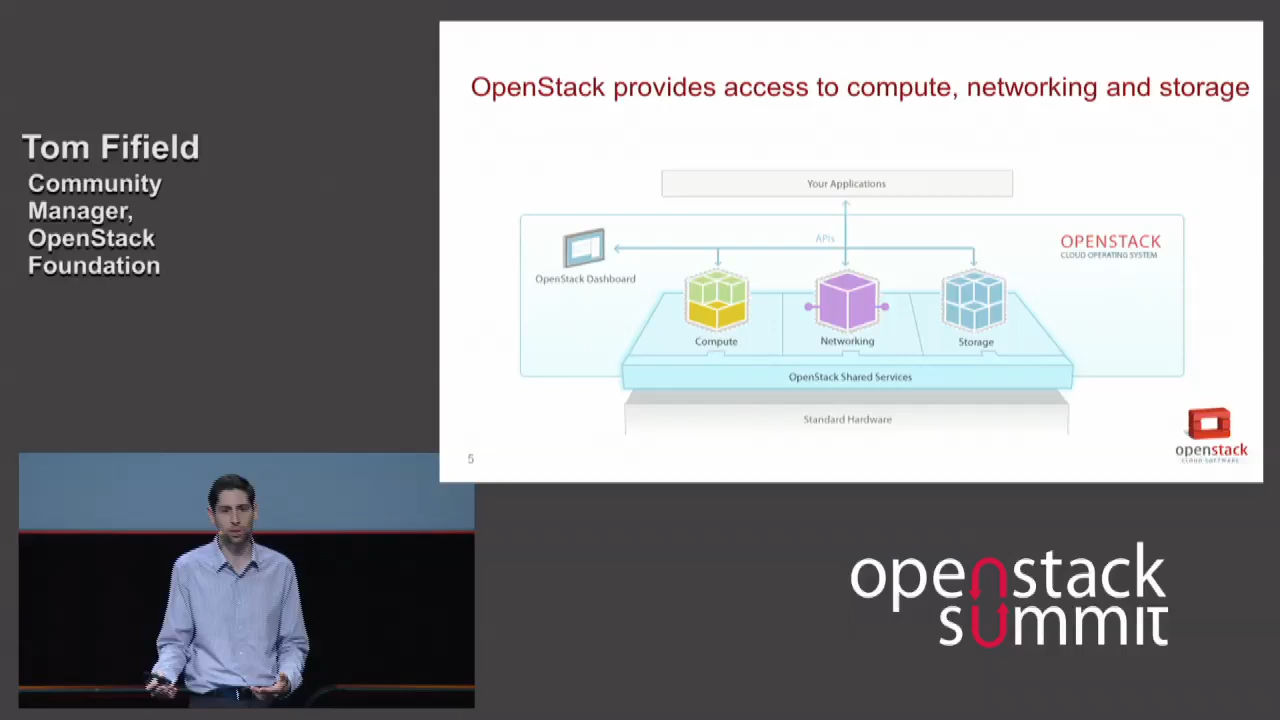 Tom Fifield
Community
Manager,
OpenStack
Foundation
OpenStack provides access to compute, networking and storage
Your Applications
APIs
OPENSTACK
CLOUD OPERATING SYSTEM
OpenStack Dashboard
Compute
Networking
Storage
OpenStack Shared Services
Standard Hardware
5
openstack
CLOUD SOFTWARE
openstack
summit